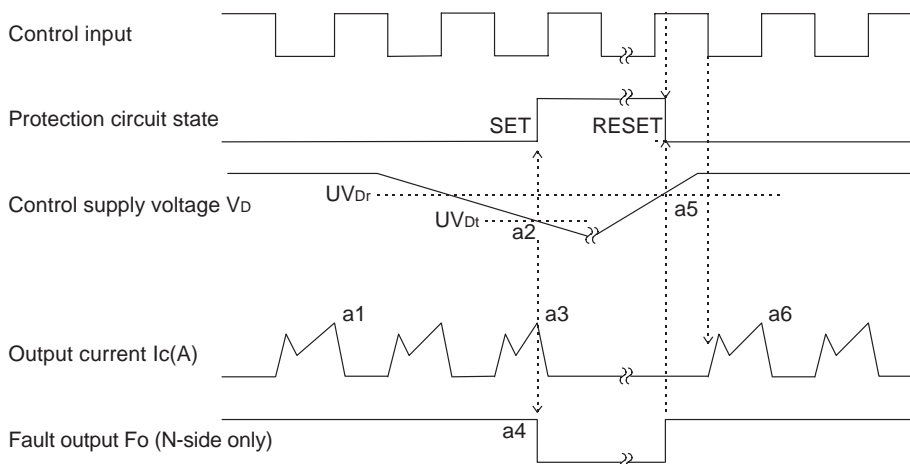 Control input
Protection circuit state
SET
RESET
UVDr
Control supply voltage VD
UVDt
a2
a5
a1
a3
a6
Output current Ic(A)
a4
Fault output Fo (N-side only)